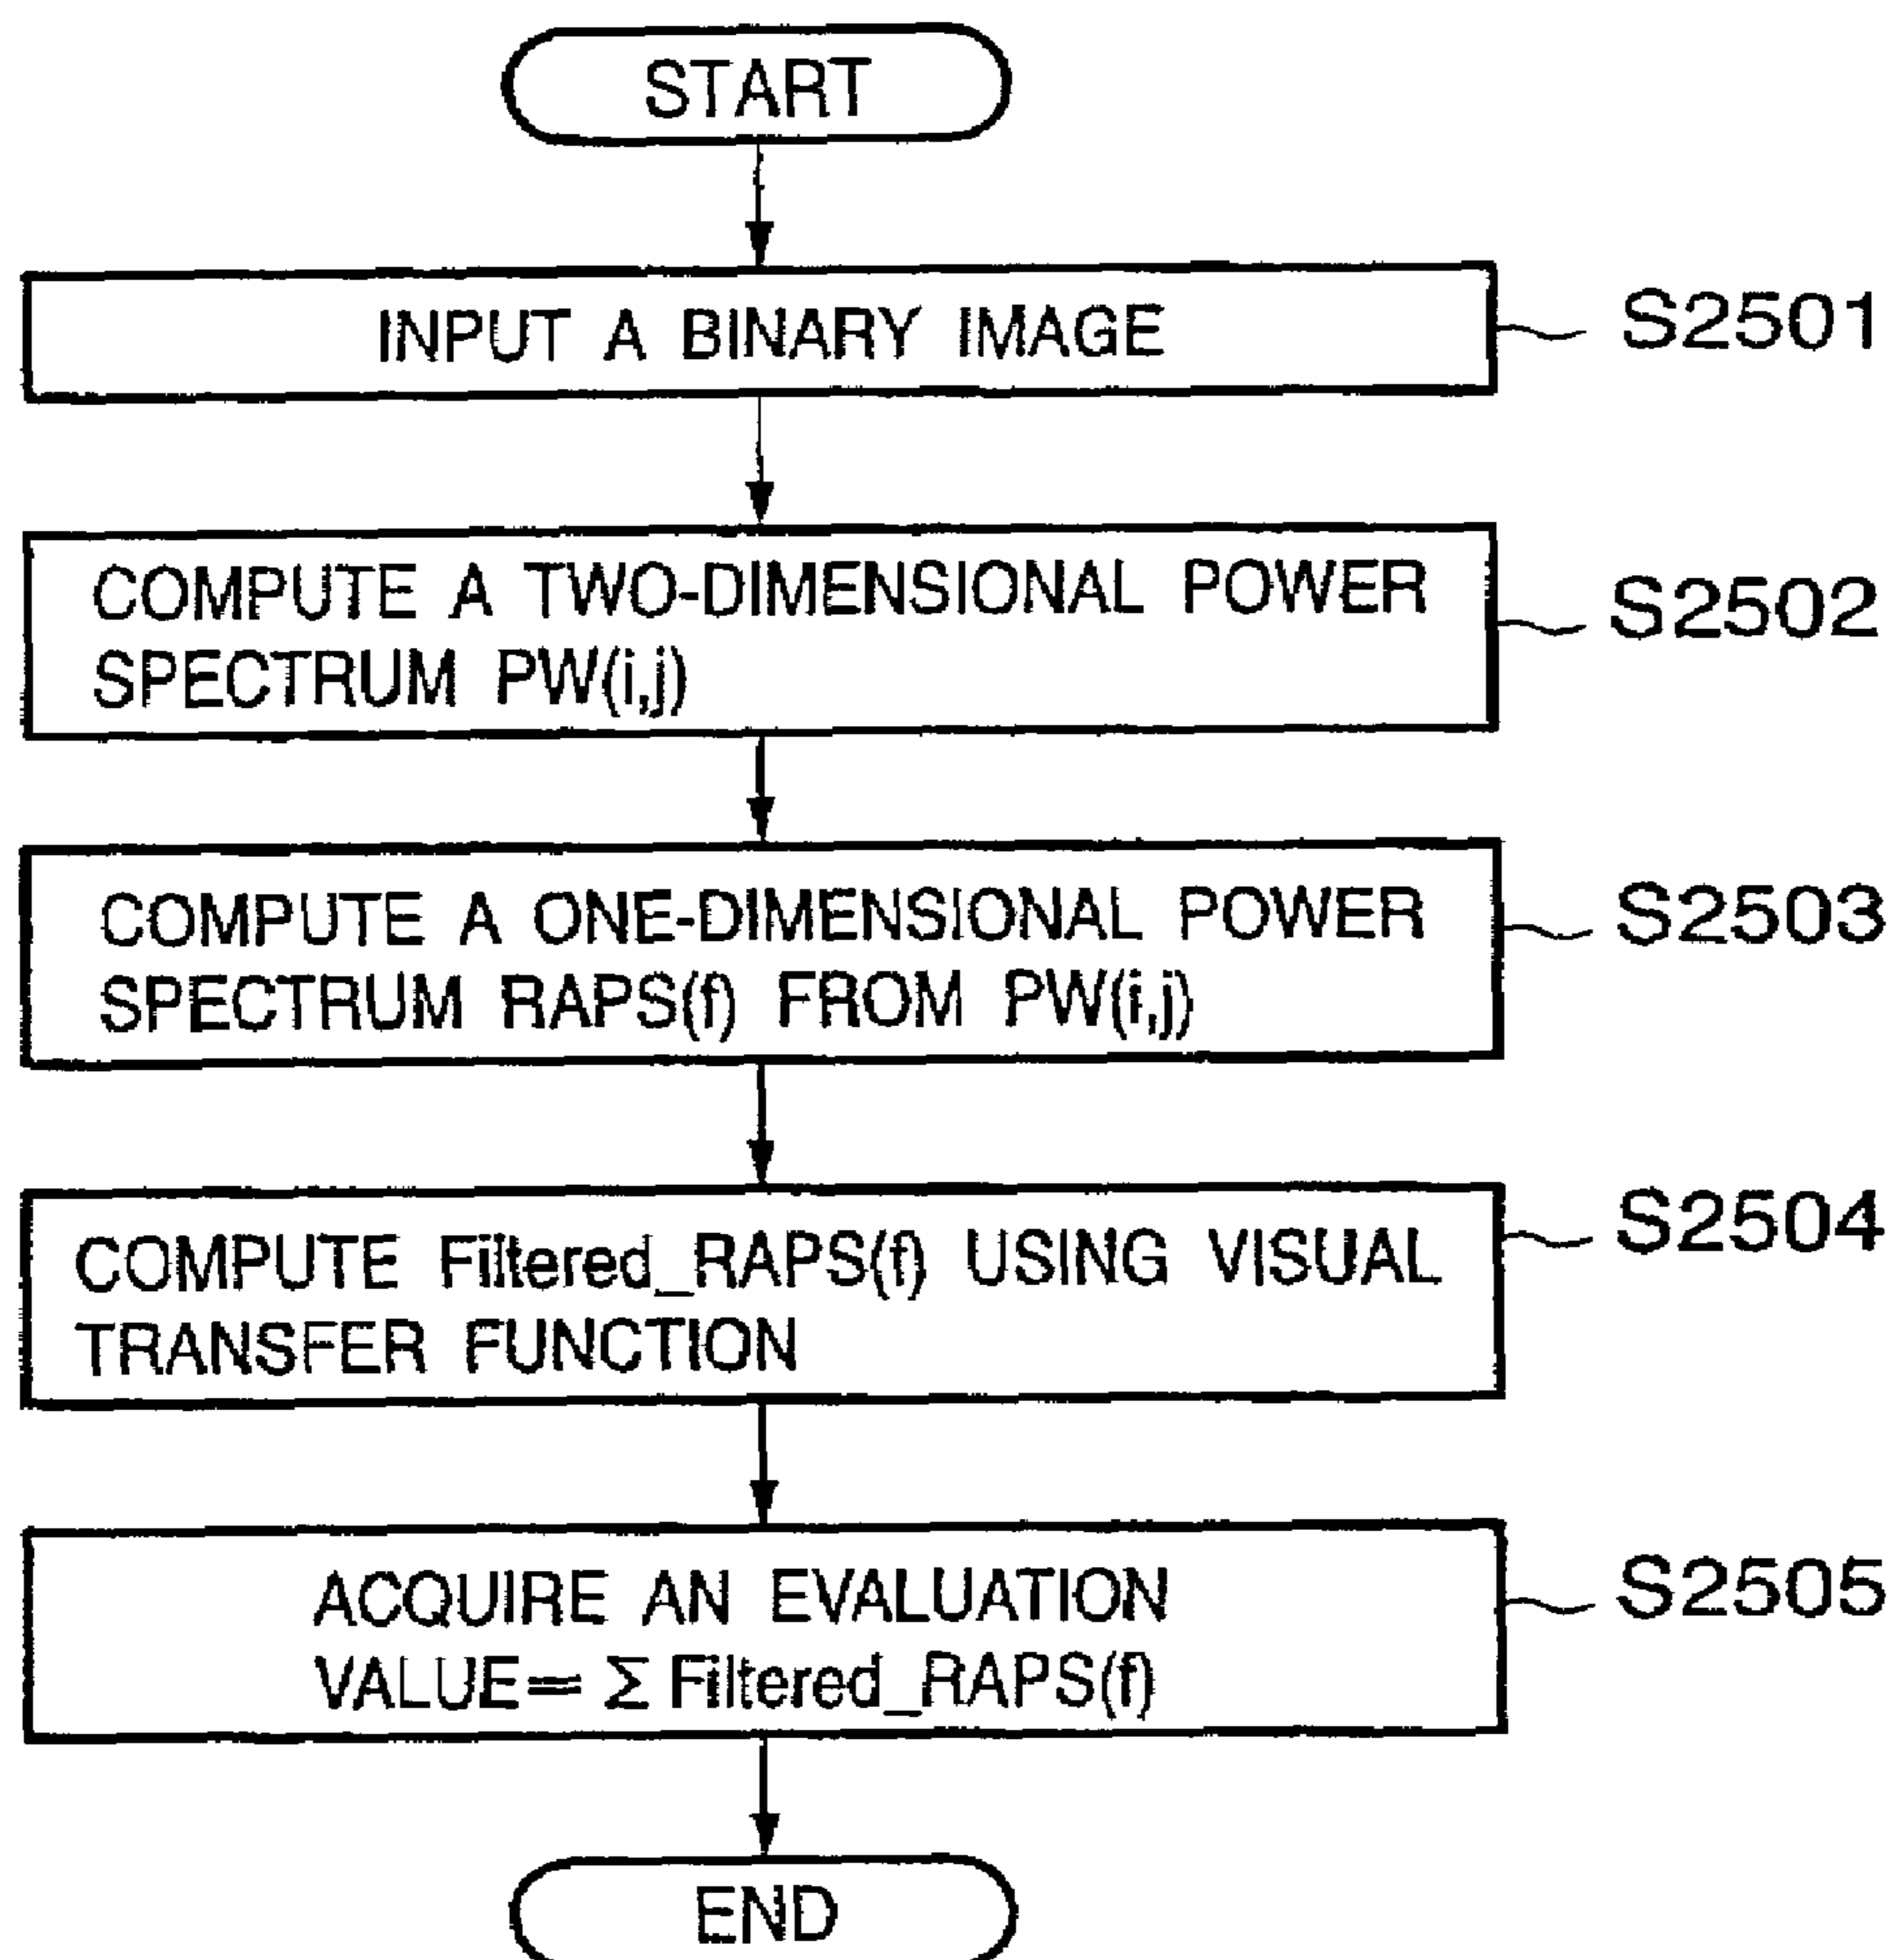 START
INPUT A BINARY IMAGE
S2501
COMPUTE A TWO-DIMENSIONAL POWER
SPECTRUM PW(i,j)
S2502
COMPUTE A ONE-DIMENSIONAL POWER
SPECTRUM RAPS(f) FROM PW(i,j)
S2503
COMPUTE Filtered_RAPS(f) USING VISUAL
TRANSFER FUNCTION
S2504
ACQUIRE AN EVALUATION
VALUE= Σ Filtered_RAPS(f)
S2505
END